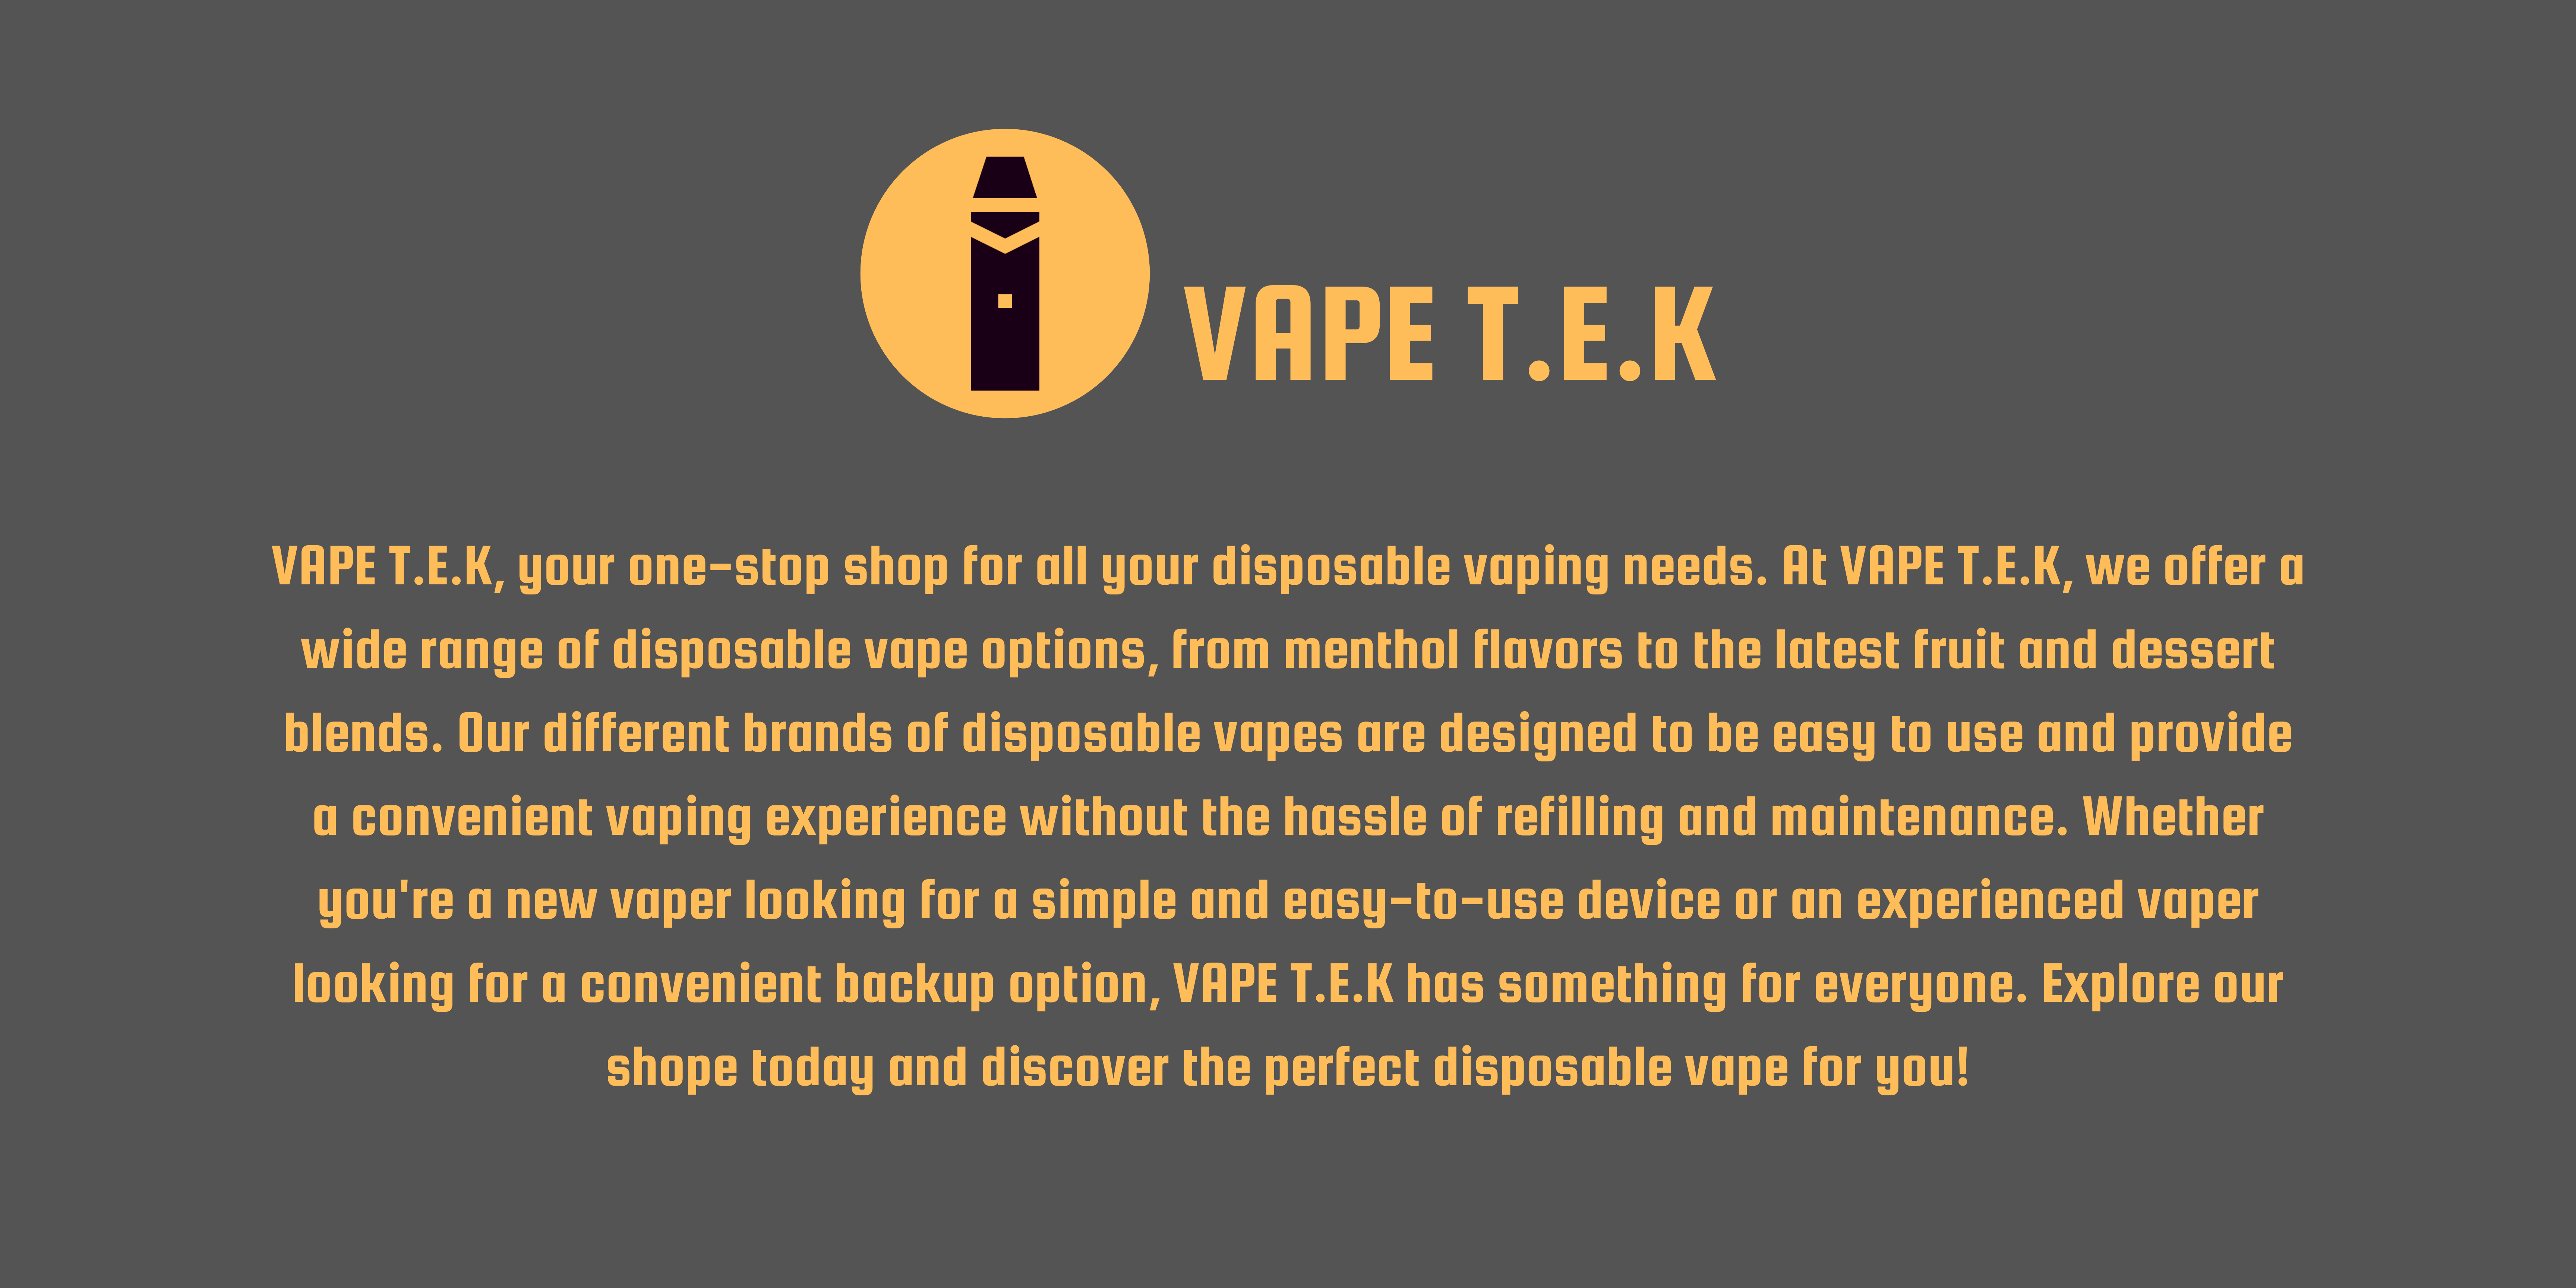 VAPE T.E.K
VAPE T.E.K, your one-stop shop for all your disposable vaping needs. At VAPE T.E.K, we offer a
wide range of disposable vape options, from menthol flavors to the latest fruit and dessert
blends. Our different brands of disposable vapes are designed to be easy to use and provide
a convenient vaping experience without the hassle of refilling and maintenance. Whether
you're a new vaper looking for a simple and easy-to-use device or an experienced vaper
looking for a convenient backup option, VAPE T.E.K has something for everyone. Explore our
shope today and discover the perfect disposable vape for you!